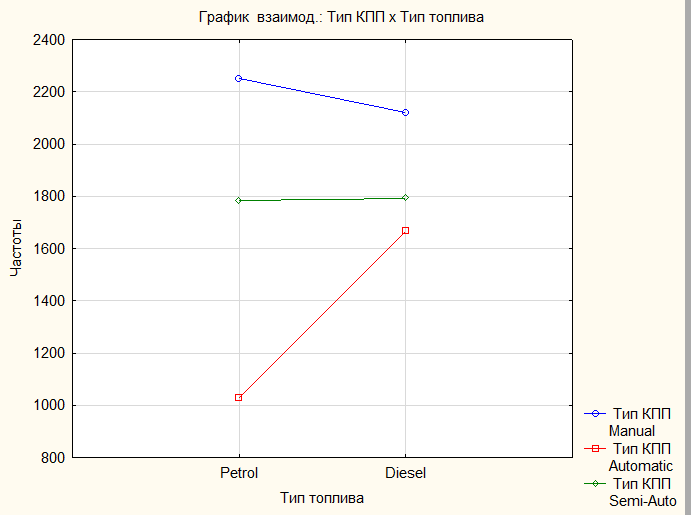 График взаимод.: Тип КПП x Тип топлива
2400
2200
2000
1800
1600
1400
1200
1000
800
Частоты
Petrol
Diesel
Тип топлива
Тип КПП
Manual
Тип КПП
Automatic
Тип КПП
Semi-Auto